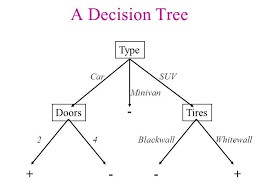 A Decision Tree
Type
Car
SUV
Minivan
Doors
-
Tires
2
4
Blackwall
Whitewall
+
-
-
+